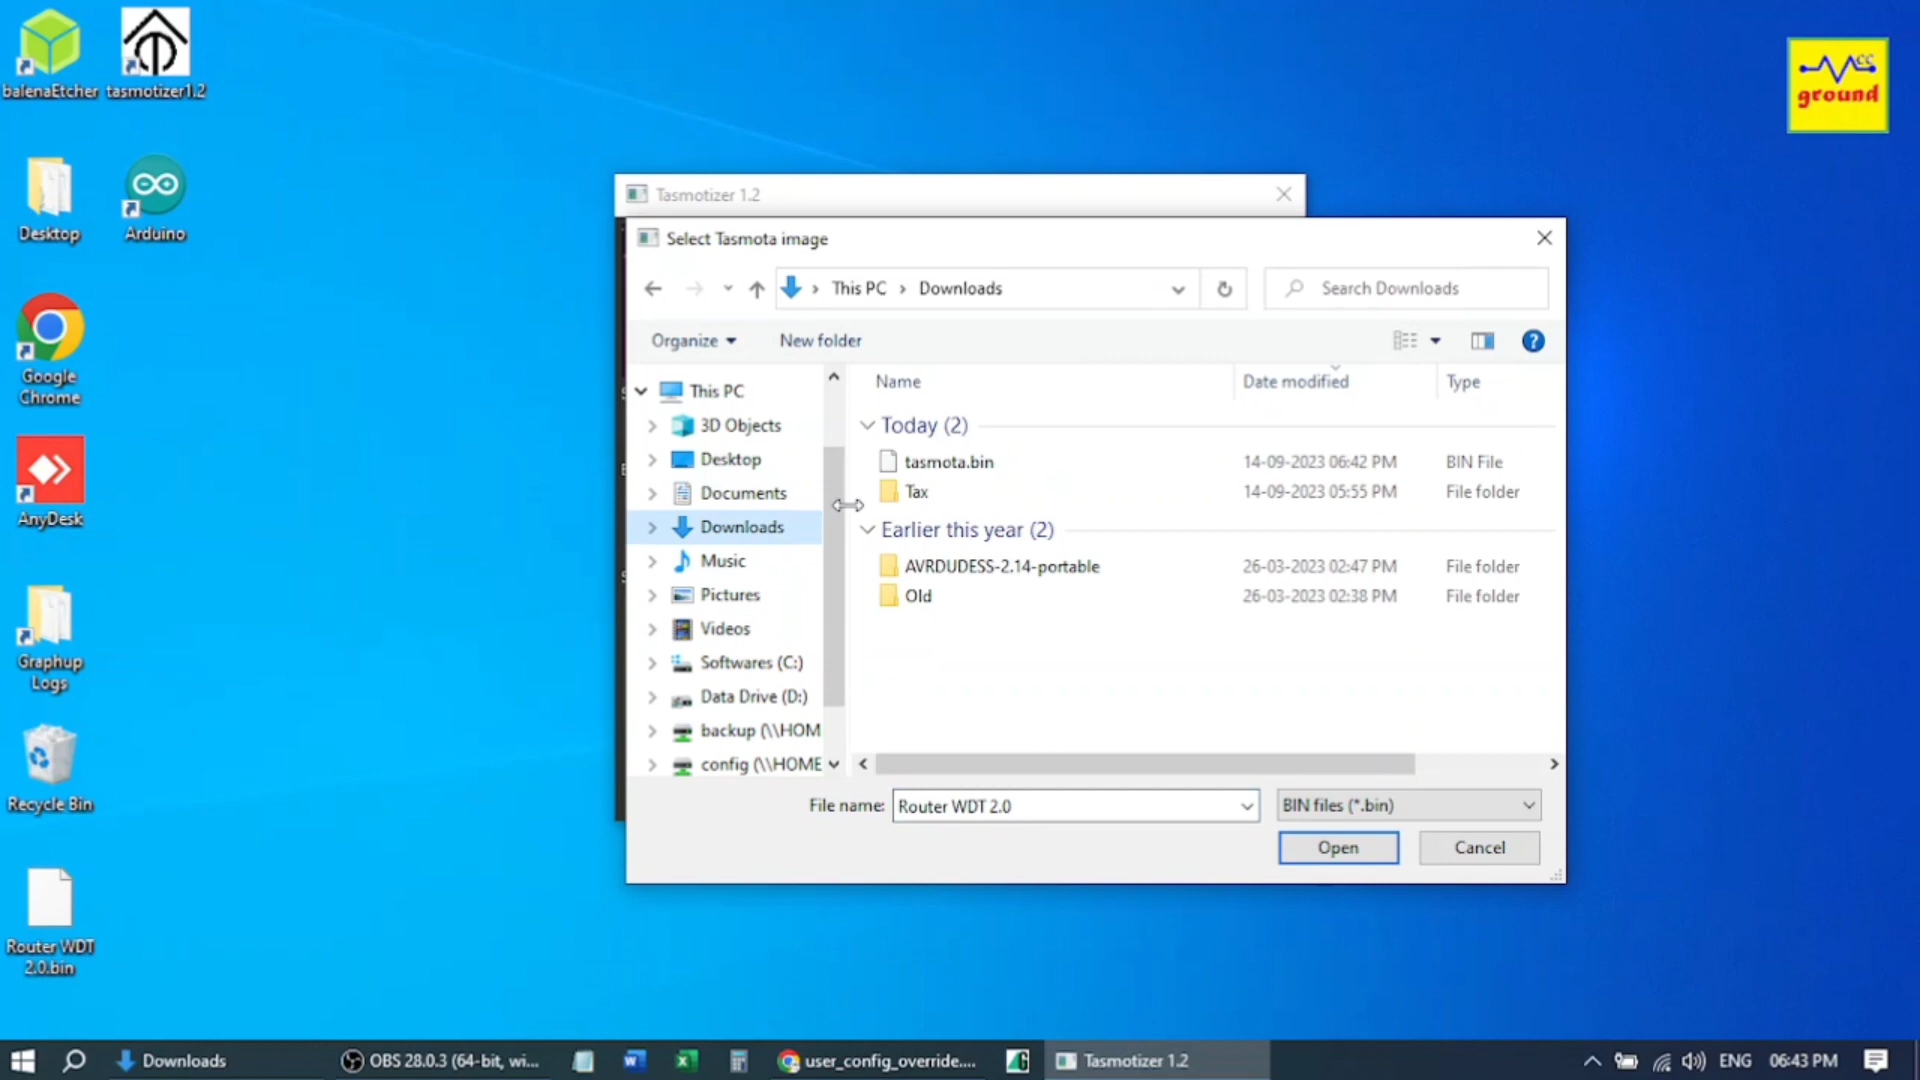 balenaEtcher
tasmotizer1.2
Desktop
Arduino
Google
Chrome
AnyDesk
Graphup
Logs
Recycle Bin
Router WDT
2.0.bin
CC
ground
Tasmotizer 1.2
Select Tasmota image
This PC > Downloads
Search Downloads
Organize
New folder
This PC
3D Objects
Desktop
Documents
Downloads
Music
Pictures
Videos
Softwares (C:)
Data Drive (D:)
backup (\\HOM
config (\\HOME
Name
Date modified
Type
Today (2)
tasmota.bin 14-09-2023 06:42 PM BIN File
Tax 14-09-2023 05:55 PM File folder
Earlier this year (2)
AVRDUDESS-2.14-portable 26-03-2023 02:47 PM File folder
Old 26-03-2023 02:38 PM File folder
File name: Router WDT 2.0
BIN files (*.bin)
Open
Cancel
Downloads
OBS 28.0.3 (64-bit, wi...
user_config_override....
Tasmotizer 1.2
ENG
06:43 PM